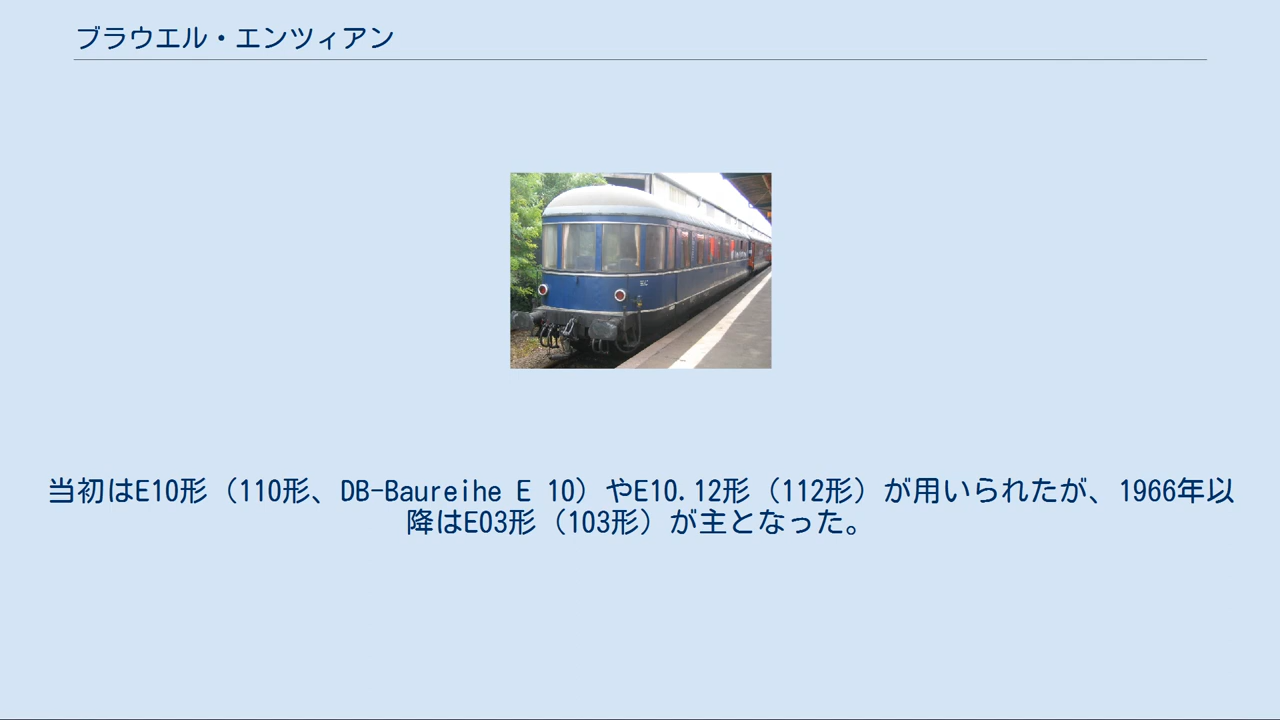 ブラウエル・エンツィアン
当初はE10形（110形、DB-Baureihe E 10）やE10.12形（112形）が用いられたが、1966年以
降はE03形（103形）が主となった。